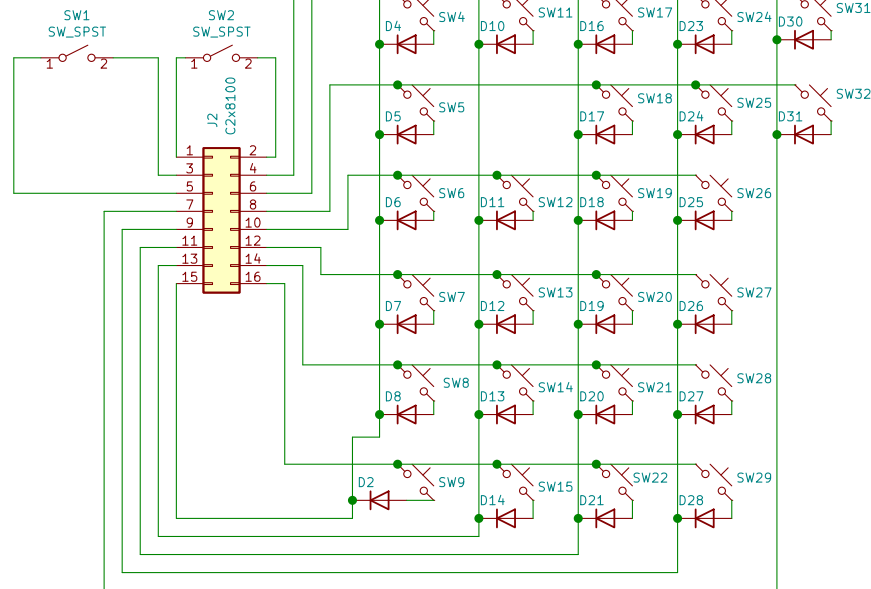 SW1
SW_SPST
1 2
SW2
SW_SPST
1 2
J2
C2x8100
1 2
3 4
5 6
7 8
9 10
11 12
13 14
15 16
D4 SW4 D10 SW11 D16 SW17 D23 SW24 D30 SW31
D5 SW5 D17 SW18 D24 SW25 D31 SW32
D6 SW6 D11 SW12 D18 SW19 D25 SW26
D7 SW7 D12 SW13 D19 SW20 D26 SW27
D8 SW8 D13 SW14 D20 SW21 D27 SW28
D2 SW9 D14 SW15 D21 SW22 D28 SW29